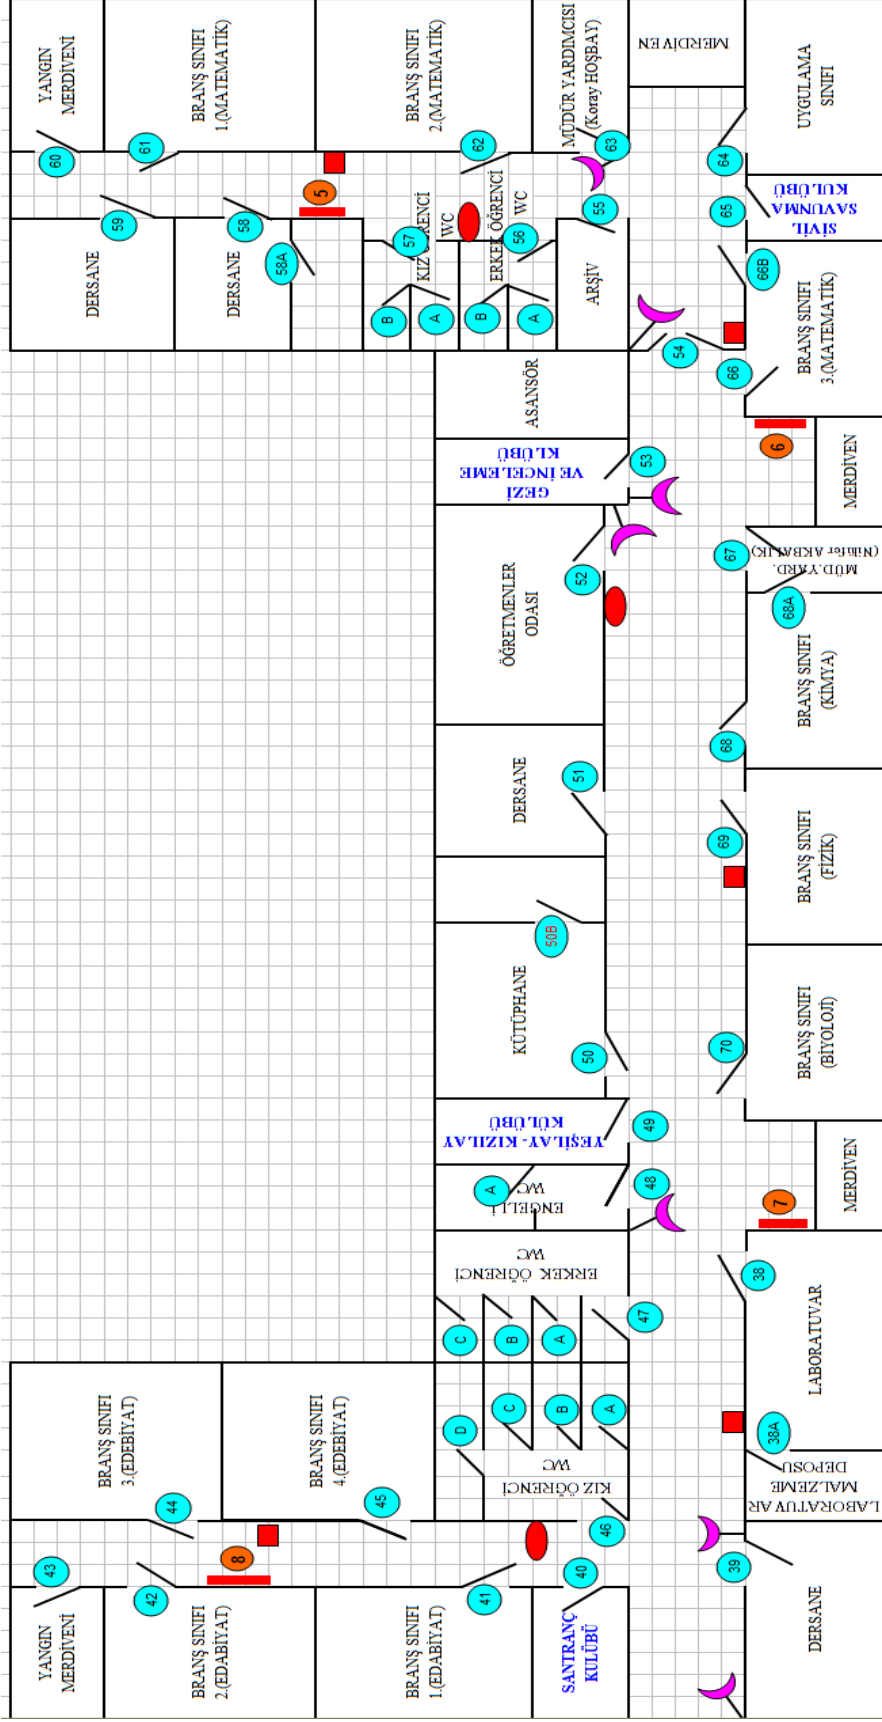 YANGIN
MERDİVENİ
60
61
BRANŞ SINIFI
1.(MATEMATİK)
BRANŞ SINIFI
2.(MATEMATİK)
62
MÜDÜR YARDIMCISI
(Koray HOŞBAY)
63
MERDİVEN
UYGULAMA
SINIFI
64
59
DERSANE
58
DERSANE
58A
5
57
KIZ ÖĞRENCİ
WC
B
A
56
ERKEK ÖĞRENCİ
WC
B
A
55
ARŞİV
65
SİVİL
SAVUNMA
KULÜBÜ
66B
BRANŞ SINIFI
3.(MATEMATİK)
66
54
ASANSÖR
53
GEZİ
VE İNCELEME
KLÜBÜ
6
MERDİVEN
52
ÖĞRETMENLER
ODASI
67
MÜD.YARD.
(Nilüfer AKBALIK)
68A
BRANŞ SINIFI
(KİMYA)
68
51
DERSANE
69
BRANŞ SINIFI
(FİZİK)
50B
KÜTÜPHANE
50
70
BRANŞ SINIFI
(BİYOLOJİ)
49
YEŞİLAY - KIZILAY
KÜLÜBÜ
48
A
ENGELLİ
WC
7
MERDİVEN
ERKEK ÖĞRENCİ
WC
C
B
A
47
38
LABORATUVAR
38A
LABORATUVAR
MALZEME
DEPOSU
BRANŞ SINIFI
3.(EDEBİYAT)
44
BRANŞ SINIFI
4.(EDEBİYAT)
45
D
C
B
A
KIZ ÖĞRENCİ
WC
46
43
42
8
41
40
39
YANGIN
MERDİVENİ
BRANŞ SINIFI
2.(EDABİYAT)
BRANŞ SINIFI
1.(EDABİYAT)
SANTRANÇ
KULÜBÜ
DERSANE